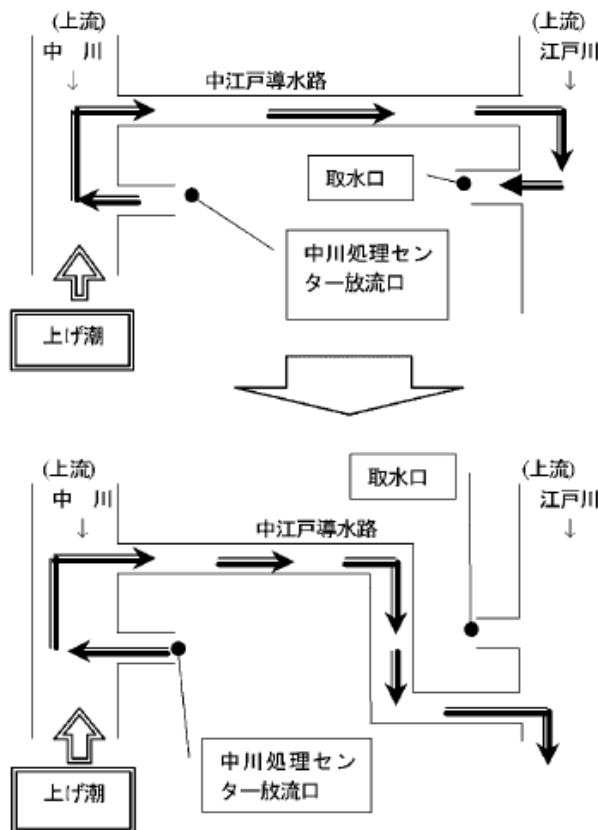 (上流)
中 川
↓
(上流)
江戸川
↓
中江戸導水路
取水口
中川処理セン
ター放流口
上げ潮
(上流)
中 川
↓
取水口
(上流)
江戸川
↓
中江戸導水路
中川処理セン
ター放流口
上げ潮